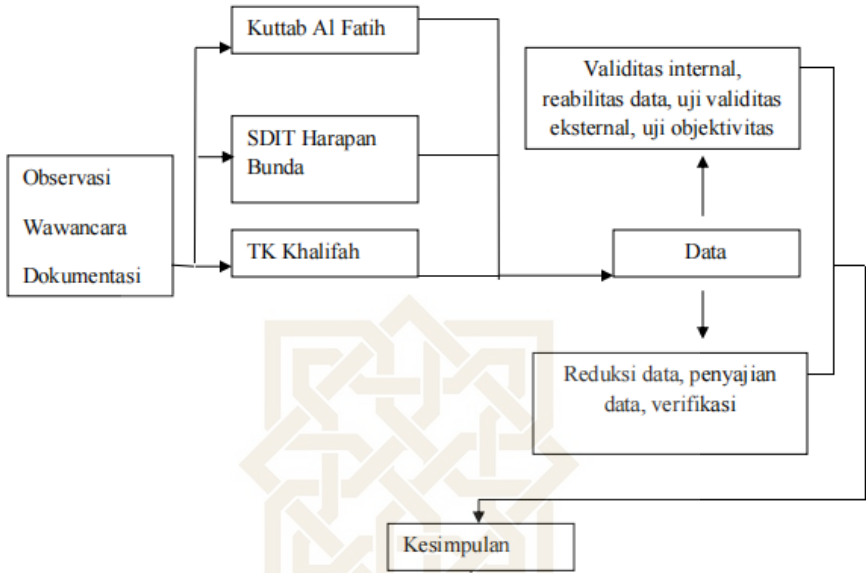 Kuttab Al Fatih
Validitas internal,
reabilitas data, uji validitas
eksternal, uji objektivitas
SDIT Harapan
Bunda
Observasi
Wawancara
Dokumentasi
TK Khalifah
Data
Reduksi data, penyajian
data, verifikasi
Kesimpulan